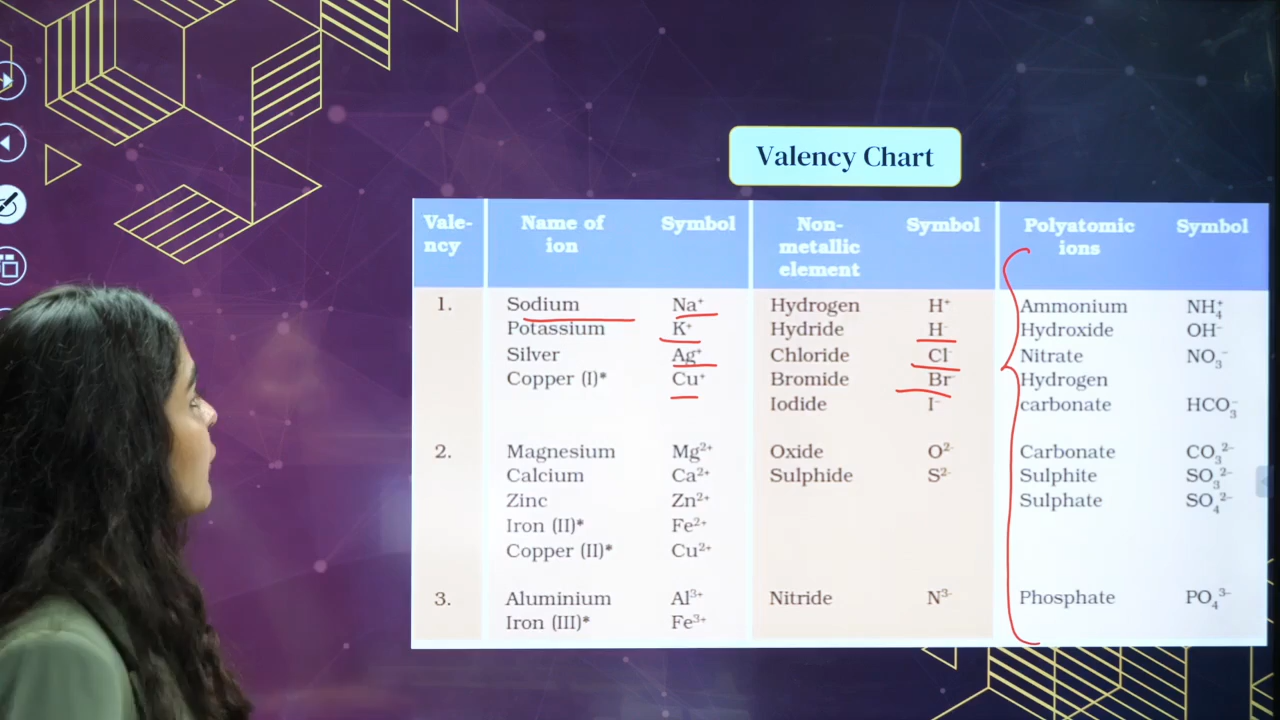 Valency Chart
Vale- Name of Symbol Non- Symbol Polyatomic Symbol
ncy ion metallic ions
element
1. Sodium Na⁺ Hydrogen H⁺ Ammonium NH₄⁺
Potassium K⁺ Hydride H⁻ Hydroxide OH⁻
Silver Ag⁺ Chloride Cl⁻ Nitrate NO₃⁻
Copper (I)* Cu⁺ Bromide Br⁻ Hydrogen
Iodide I⁻ carbonate HCO₃⁻
2. Magnesium Mg²⁺ Oxide O²⁻ Carbonate CO₃²⁻
Calcium Ca²⁺ Sulphide S²⁻ Sulphite SO₃²⁻
Zinc Zn²⁺ Sulphate SO₄²⁻
Iron (II)* Fe²⁺
Copper (II)* Cu²⁺
3. Aluminium Al³⁺ Nitride N³⁻ Phosphate PO₄³⁻
Iron (III)* Fe³⁺